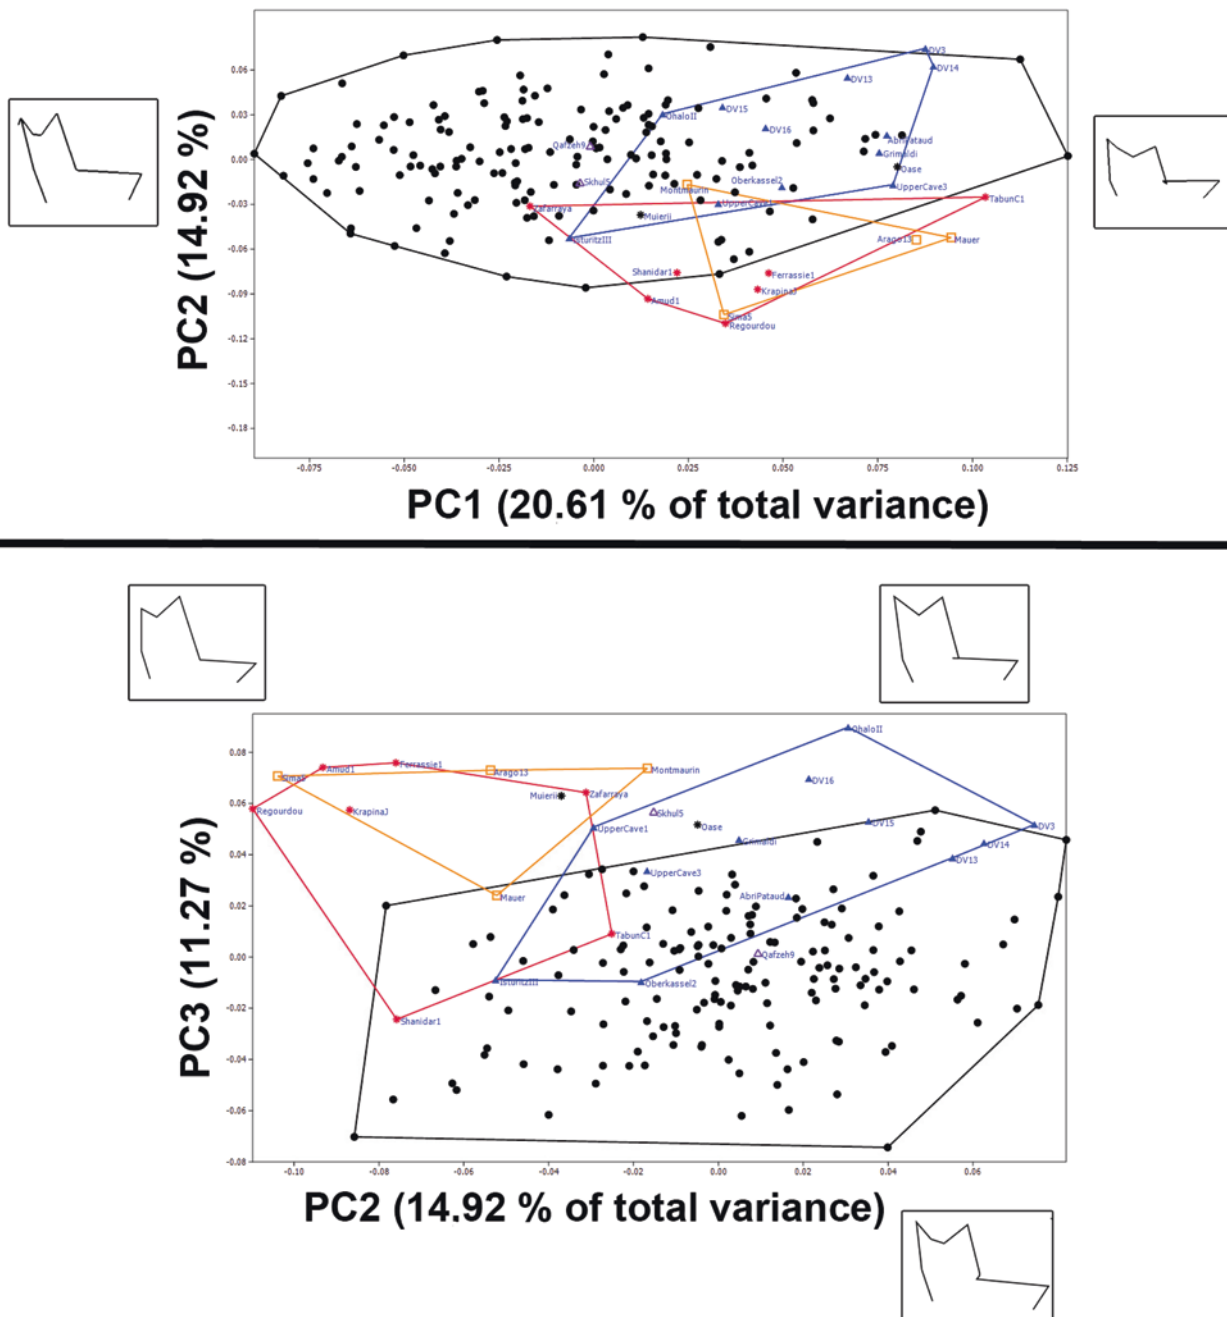 PC2 (14.92 %)
0.06
0.03
0.00
-0.03
-0.06
-0.09
-0.12
-0.15
-0.18
DV3
DV14
DV13
DV15
OhaloII
DV16
AbriPataud
Qafzeh9
Grimaldi
Oase
Skhul5
Oberkassel2
UpperCave3
Montmaurin
TabunC1
Zafarraya
UpperCave1
Muierii
IsturitzIII
Arago13
Mauer
Shanidar1
Ferrassie1
KrapinaJ
Amud1
Sima5
Regourdou
-0.075
-0.050
-0.025
0.000
0.025
0.050
0.075
0.100
0.125
PC1 (20.61 % of total variance)
PC3 (11.27 %)
0.08
0.06
0.04
0.02
0.00
-0.02
-0.04
-0.06
-0.08
OhaloII
Amud1
Ferrassie1
Arago13
Montmaurin
Sima5
DV16
Zafarraya
Muierii
Regourdou
KrapinaJ
Skhul5
Oase
UpperCave1
DV15
DV3
Grimaldi
DV14
DV13
UpperCave3
Mauer
AbriPataud
TabunC1
Qafzeh9
IsturitzIII
Oberkassel2
Shanidar1
-0.10
-0.08
-0.06
-0.04
-0.02
0.00
0.02
0.04
0.06
PC2 (14.92 % of total variance)